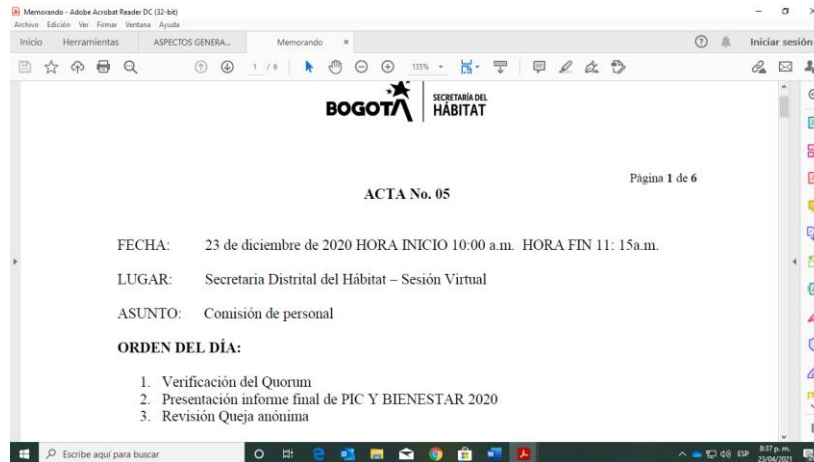 Memorando - Adobe Acrobat Reader DC (32-bit)
Archivo Edición Ver Firmar Ventana Ayuda
Inicio Herramientas ASPECTOS GENERA... Memorando × Iniciar sesión
1 / 6 135%
BOGOTÁ SECRETARÍA DEL
HÁBITAT
Página 1 de 6
ACTA No. 05
FECHA: 23 de diciembre de 2020 HORA INICIO 10:00 a.m. HORA FIN 11: 15a.m.
LUGAR: Secretaria Distrital del Hábitat – Sesión Virtual
ASUNTO: Comisión de personal
ORDEN DEL DÍA:
1. Verificación del Quorum
2. Presentación informe final de PIC Y BIENESTAR 2020
3. Revisión Queja anónima
Escribe aquí para buscar ESP 8:37 p. m.
23/04/2021